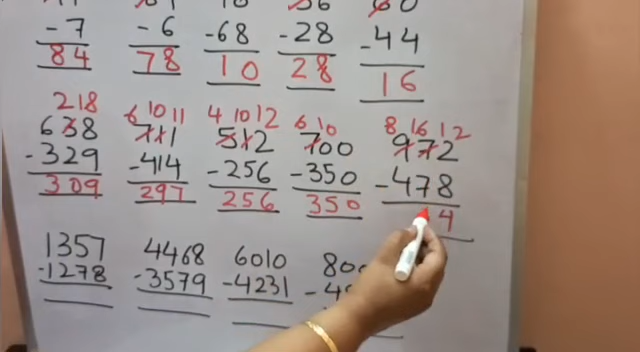 - 7 - 6 -68 -28 -44
84 78 10 28 16
2 18 6 10 11 4 10 12 6 10 8 16 12
638 711 512 700 972
-329 -414 -256 -350 -478
309 297 256 350 4
1357 4468 6010
-1278 -3579 -4231